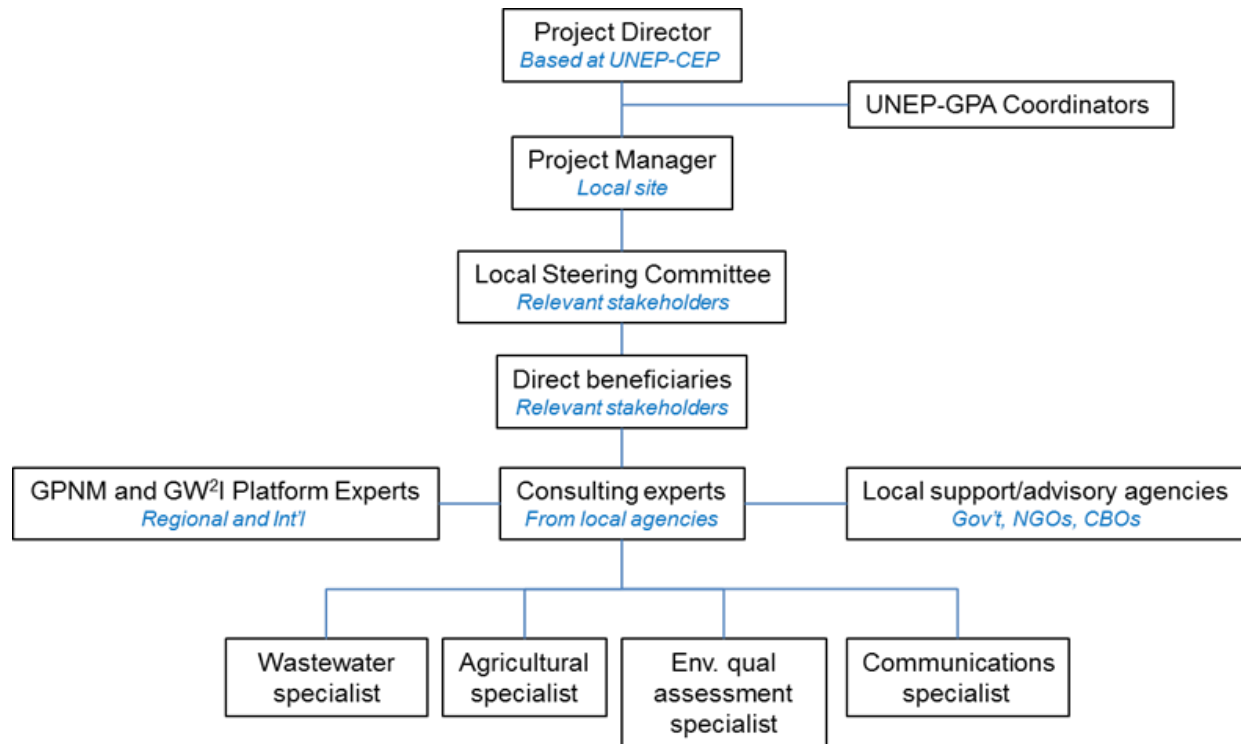 Project Director
Based at UNEP-CEP
UNEP-GPA Coordinators
Project Manager
Local site
Local Steering Committee
Relevant stakeholders
Direct beneficiaries
Relevant stakeholders
GPNM and GW²I Platform Experts
Regional and Int'l
Consulting experts
From local agencies
Local support/advisory agencies
Gov't, NGOs, CBOs
Wastewater
specialist
Agricultural
specialist
Env. qual
assessment
specialist
Communications
specialist